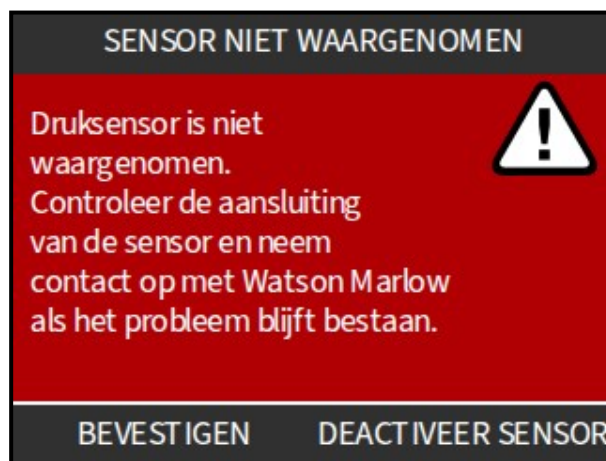 SENSOR NIET WAARGENOMEN
Druksensor is niet
waargenomen.
Controleer de aansluiting
van de sensor en neem
contact op met Watson Marlow
als het probleem blijft bestaan.
BEVESTIGEN DEACTIVEER SENSOR